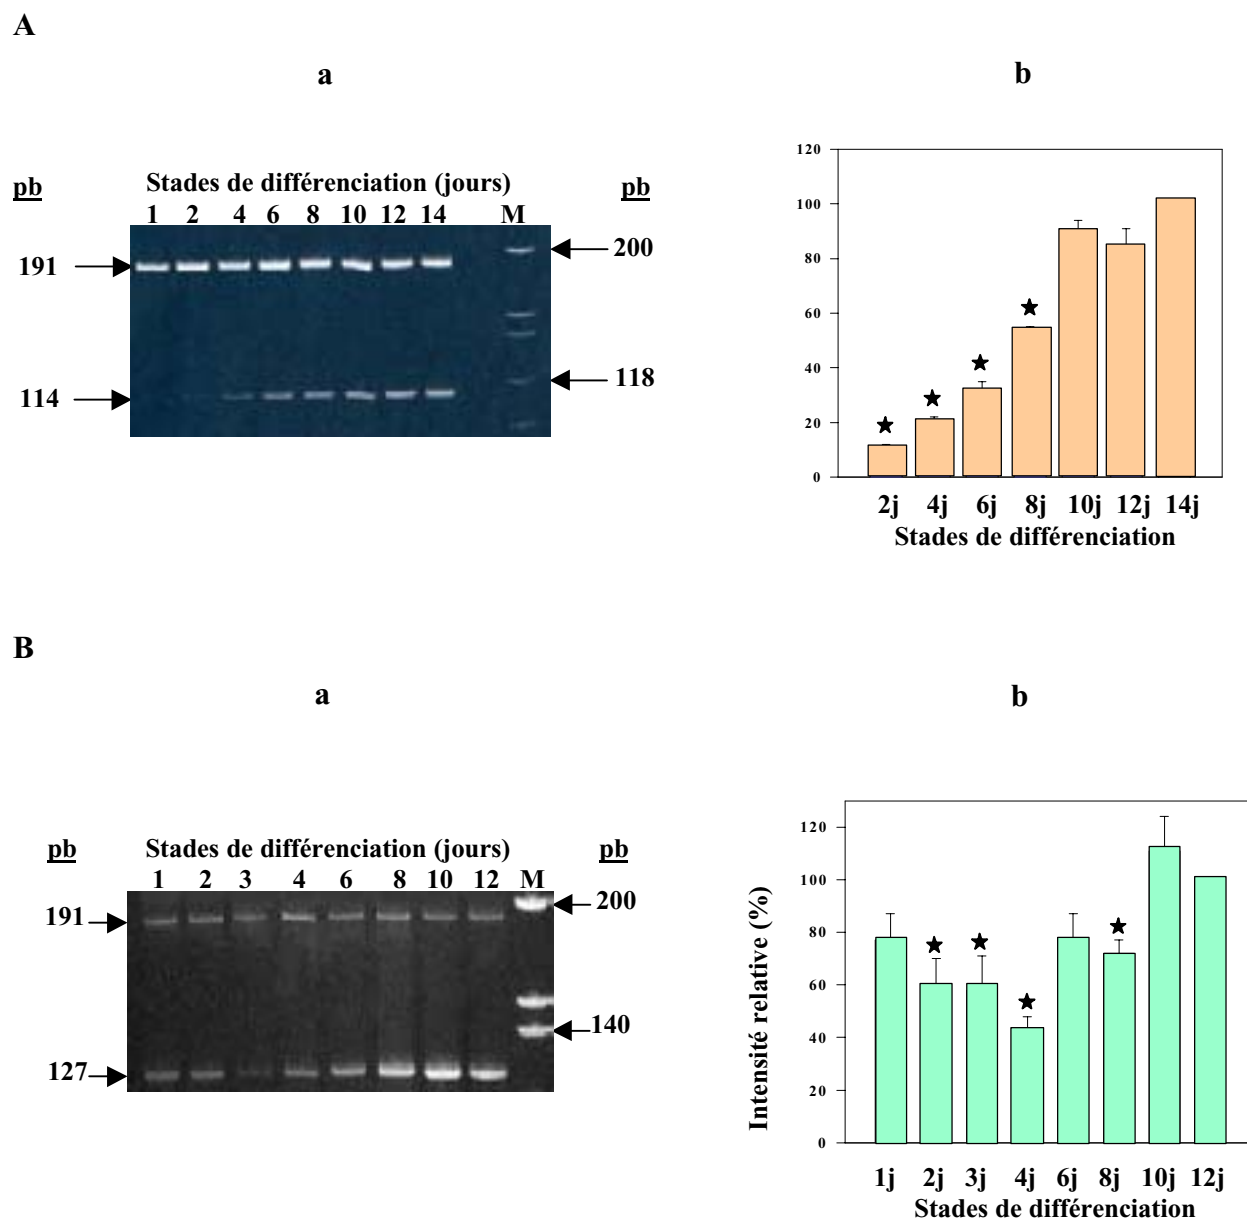 A
a
b
pb
Stades de différenciation (jours)
pb
1 2 4 6 8 10 12 14 M
191
200
114
118
120
100
80
60
40
20
0
2j 4j 6j 8j 10j 12j 14j
Stades de différenciation
B
a
b
pb
Stades de différenciation (jours)
pb
1 2 3 4 6 8 10 12 M
191
200
140
127
Intensité relative (%)
120
100
80
60
40
20
0
1j 2j 3j 4j 6j 8j 10j 12j
Stades de différenciation